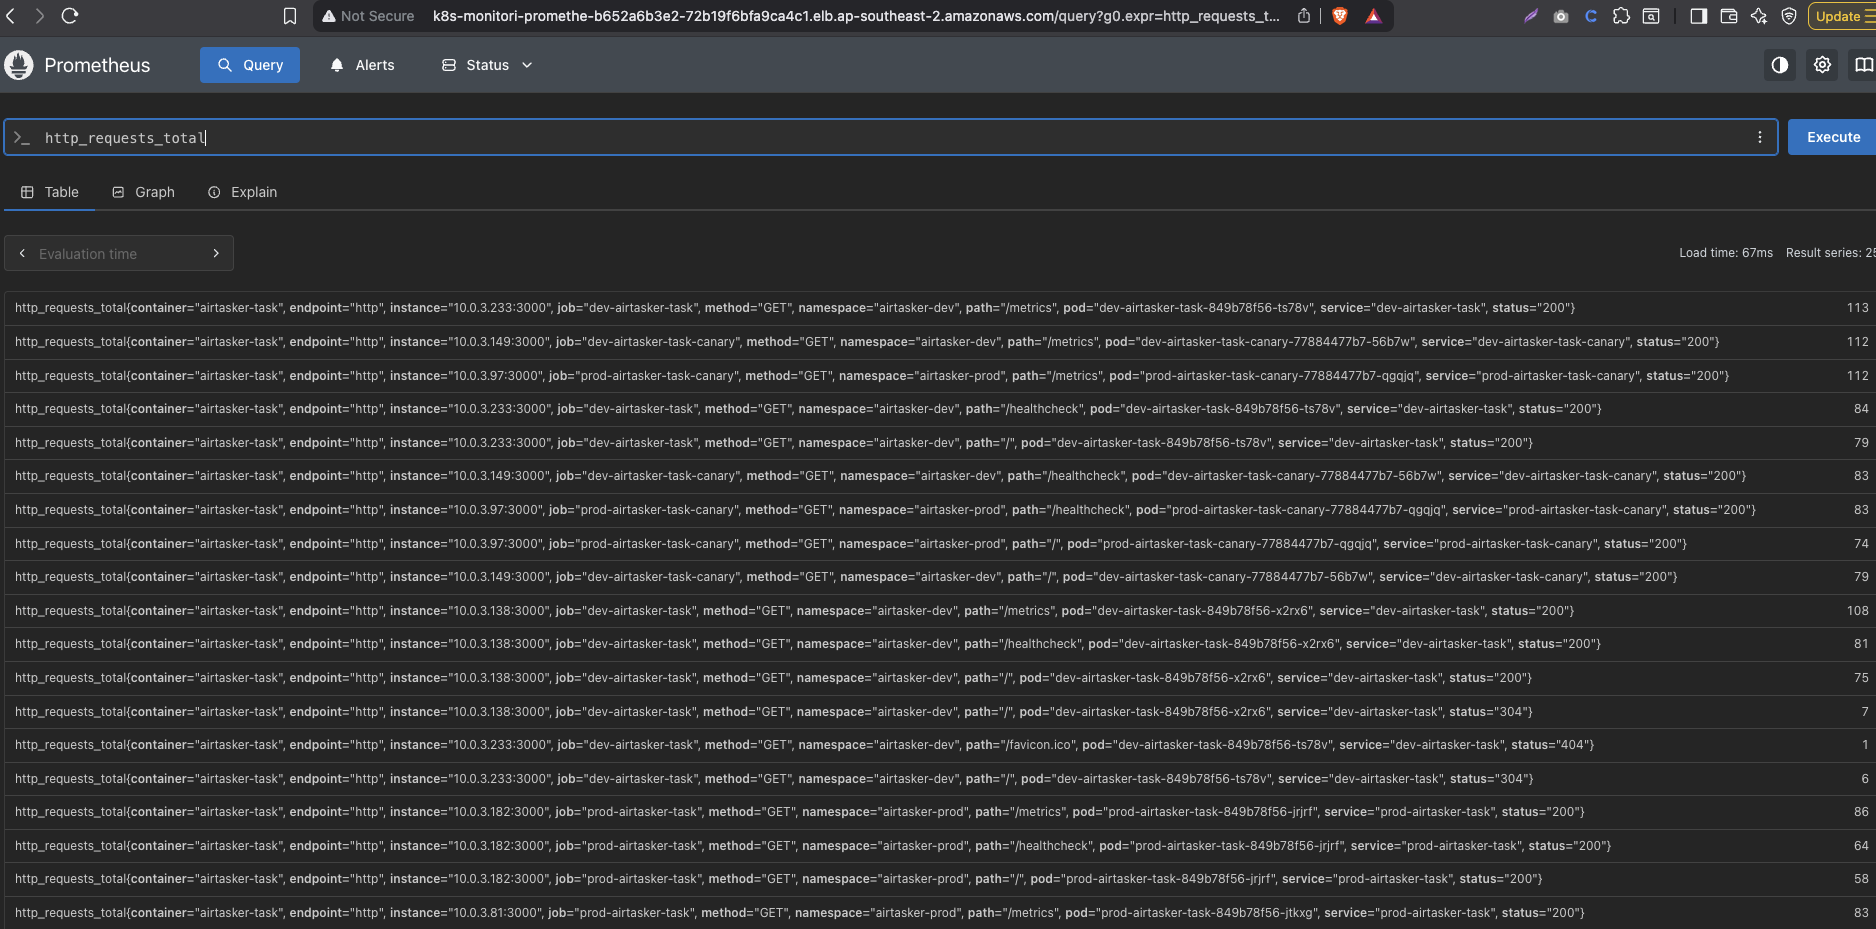 Not Secure k8s-monitori-promethe-b652a6b3e2-72b19f6bfa9ca4c1.elb.ap-southeast-2.amazonaws.com/query?g0.expr=http_requests_t... Update
Prometheus Query Alerts Status
>_ http_requests_total Execute
Table Graph Explain
Evaluation time Load time: 67ms Result series: 25
http_requests_total{container="airtasker-task", endpoint="http", instance="10.0.3.233:3000", job="dev-airtasker-task", method="GET", namespace="airtasker-dev", path="/metrics", pod="dev-airtasker-task-849b78f56-ts78v", service="dev-airtasker-task", status="200"} 113
http_requests_total{container="airtasker-task", endpoint="http", instance="10.0.3.149:3000", job="dev-airtasker-task-canary", method="GET", namespace="airtasker-dev", path="/metrics", pod="dev-airtasker-task-canary-77884477b7-56b7w", service="dev-airtasker-task-canary", status="200"} 112
http_requests_total{container="airtasker-task", endpoint="http", instance="10.0.3.97:3000", job="prod-airtasker-task-canary", method="GET", namespace="airtasker-prod", path="/metrics", pod="prod-airtasker-task-canary-77884477b7-qgqjq", service="prod-airtasker-task-canary", status="200"} 112
http_requests_total{container="airtasker-task", endpoint="http", instance="10.0.3.233:3000", job="dev-airtasker-task", method="GET", namespace="airtasker-dev", path="/healthcheck", pod="dev-airtasker-task-849b78f56-ts78v", service="dev-airtasker-task", status="200"} 84
http_requests_total{container="airtasker-task", endpoint="http", instance="10.0.3.233:3000", job="dev-airtasker-task", method="GET", namespace="airtasker-dev", path="/", pod="dev-airtasker-task-849b78f56-ts78v", service="dev-airtasker-task", status="200"} 79
http_requests_total{container="airtasker-task", endpoint="http", instance="10.0.3.149:3000", job="dev-airtasker-task-canary", method="GET", namespace="airtasker-dev", path="/healthcheck", pod="dev-airtasker-task-canary-77884477b7-56b7w", service="dev-airtasker-task-canary", status="200"} 83
http_requests_total{container="airtasker-task", endpoint="http", instance="10.0.3.97:3000", job="prod-airtasker-task-canary", method="GET", namespace="airtasker-prod", path="/healthcheck", pod="prod-airtasker-task-canary-77884477b7-qgqjq", service="prod-airtasker-task-canary", status="200"} 83
http_requests_total{container="airtasker-task", endpoint="http", instance="10.0.3.97:3000", job="prod-airtasker-task-canary", method="GET", namespace="airtasker-prod", path="/", pod="prod-airtasker-task-canary-77884477b7-qgqjq", service="prod-airtasker-task-canary", status="200"} 74
http_requests_total{container="airtasker-task", endpoint="http", instance="10.0.3.149:3000", job="dev-airtasker-task-canary", method="GET", namespace="airtasker-dev", path="/", pod="dev-airtasker-task-canary-77884477b7-56b7w", service="dev-airtasker-task-canary", status="200"} 79
http_requests_total{container="airtasker-task", endpoint="http", instance="10.0.3.138:3000", job="dev-airtasker-task", method="GET", namespace="airtasker-dev", path="/metrics", pod="dev-airtasker-task-849b78f56-x2rx6", service="dev-airtasker-task", status="200"} 108
http_requests_total{container="airtasker-task", endpoint="http", instance="10.0.3.138:3000", job="dev-airtasker-task", method="GET", namespace="airtasker-dev", path="/healthcheck", pod="dev-airtasker-task-849b78f56-x2rx6", service="dev-airtasker-task", status="200"} 81
http_requests_total{container="airtasker-task", endpoint="http", instance="10.0.3.138:3000", job="dev-airtasker-task", method="GET", namespace="airtasker-dev", path="/", pod="dev-airtasker-task-849b78f56-x2rx6", service="dev-airtasker-task", status="200"} 75
http_requests_total{container="airtasker-task", endpoint="http", instance="10.0.3.138:3000", job="dev-airtasker-task", method="GET", namespace="airtasker-dev", path="/", pod="dev-airtasker-task-849b78f56-x2rx6", service="dev-airtasker-task", status="304"} 7
http_requests_total{container="airtasker-task", endpoint="http", instance="10.0.3.233:3000", job="dev-airtasker-task", method="GET", namespace="airtasker-dev", path="/favicon.ico", pod="dev-airtasker-task-849b78f56-ts78v", service="dev-airtasker-task", status="404"} 1
http_requests_total{container="airtasker-task", endpoint="http", instance="10.0.3.233:3000", job="dev-airtasker-task", method="GET", namespace="airtasker-dev", path="/", pod="dev-airtasker-task-849b78f56-ts78v", service="dev-airtasker-task", status="304"} 6
http_requests_total{container="airtasker-task", endpoint="http", instance="10.0.3.182:3000", job="prod-airtasker-task", method="GET", namespace="airtasker-prod", path="/metrics", pod="prod-airtasker-task-849b78f56-jrjrf", service="prod-airtasker-task", status="200"} 86
http_requests_total{container="airtasker-task", endpoint="http", instance="10.0.3.182:3000", job="prod-airtasker-task", method="GET", namespace="airtasker-prod", path="/healthcheck", pod="prod-airtasker-task-849b78f56-jrjrf", service="prod-airtasker-task", status="200"} 64
http_requests_total{container="airtasker-task", endpoint="http", instance="10.0.3.182:3000", job="prod-airtasker-task", method="GET", namespace="airtasker-prod", path="/", pod="prod-airtasker-task-849b78f56-jrjrf", service="prod-airtasker-task", status="200"} 58
http_requests_total{container="airtasker-task", endpoint="http", instance="10.0.3.81:3000", job="prod-airtasker-task", method="GET", namespace="airtasker-prod", path="/metrics", pod="prod-airtasker-task-849b78f56-jtkxg", service="prod-airtasker-task", status="200"} 83